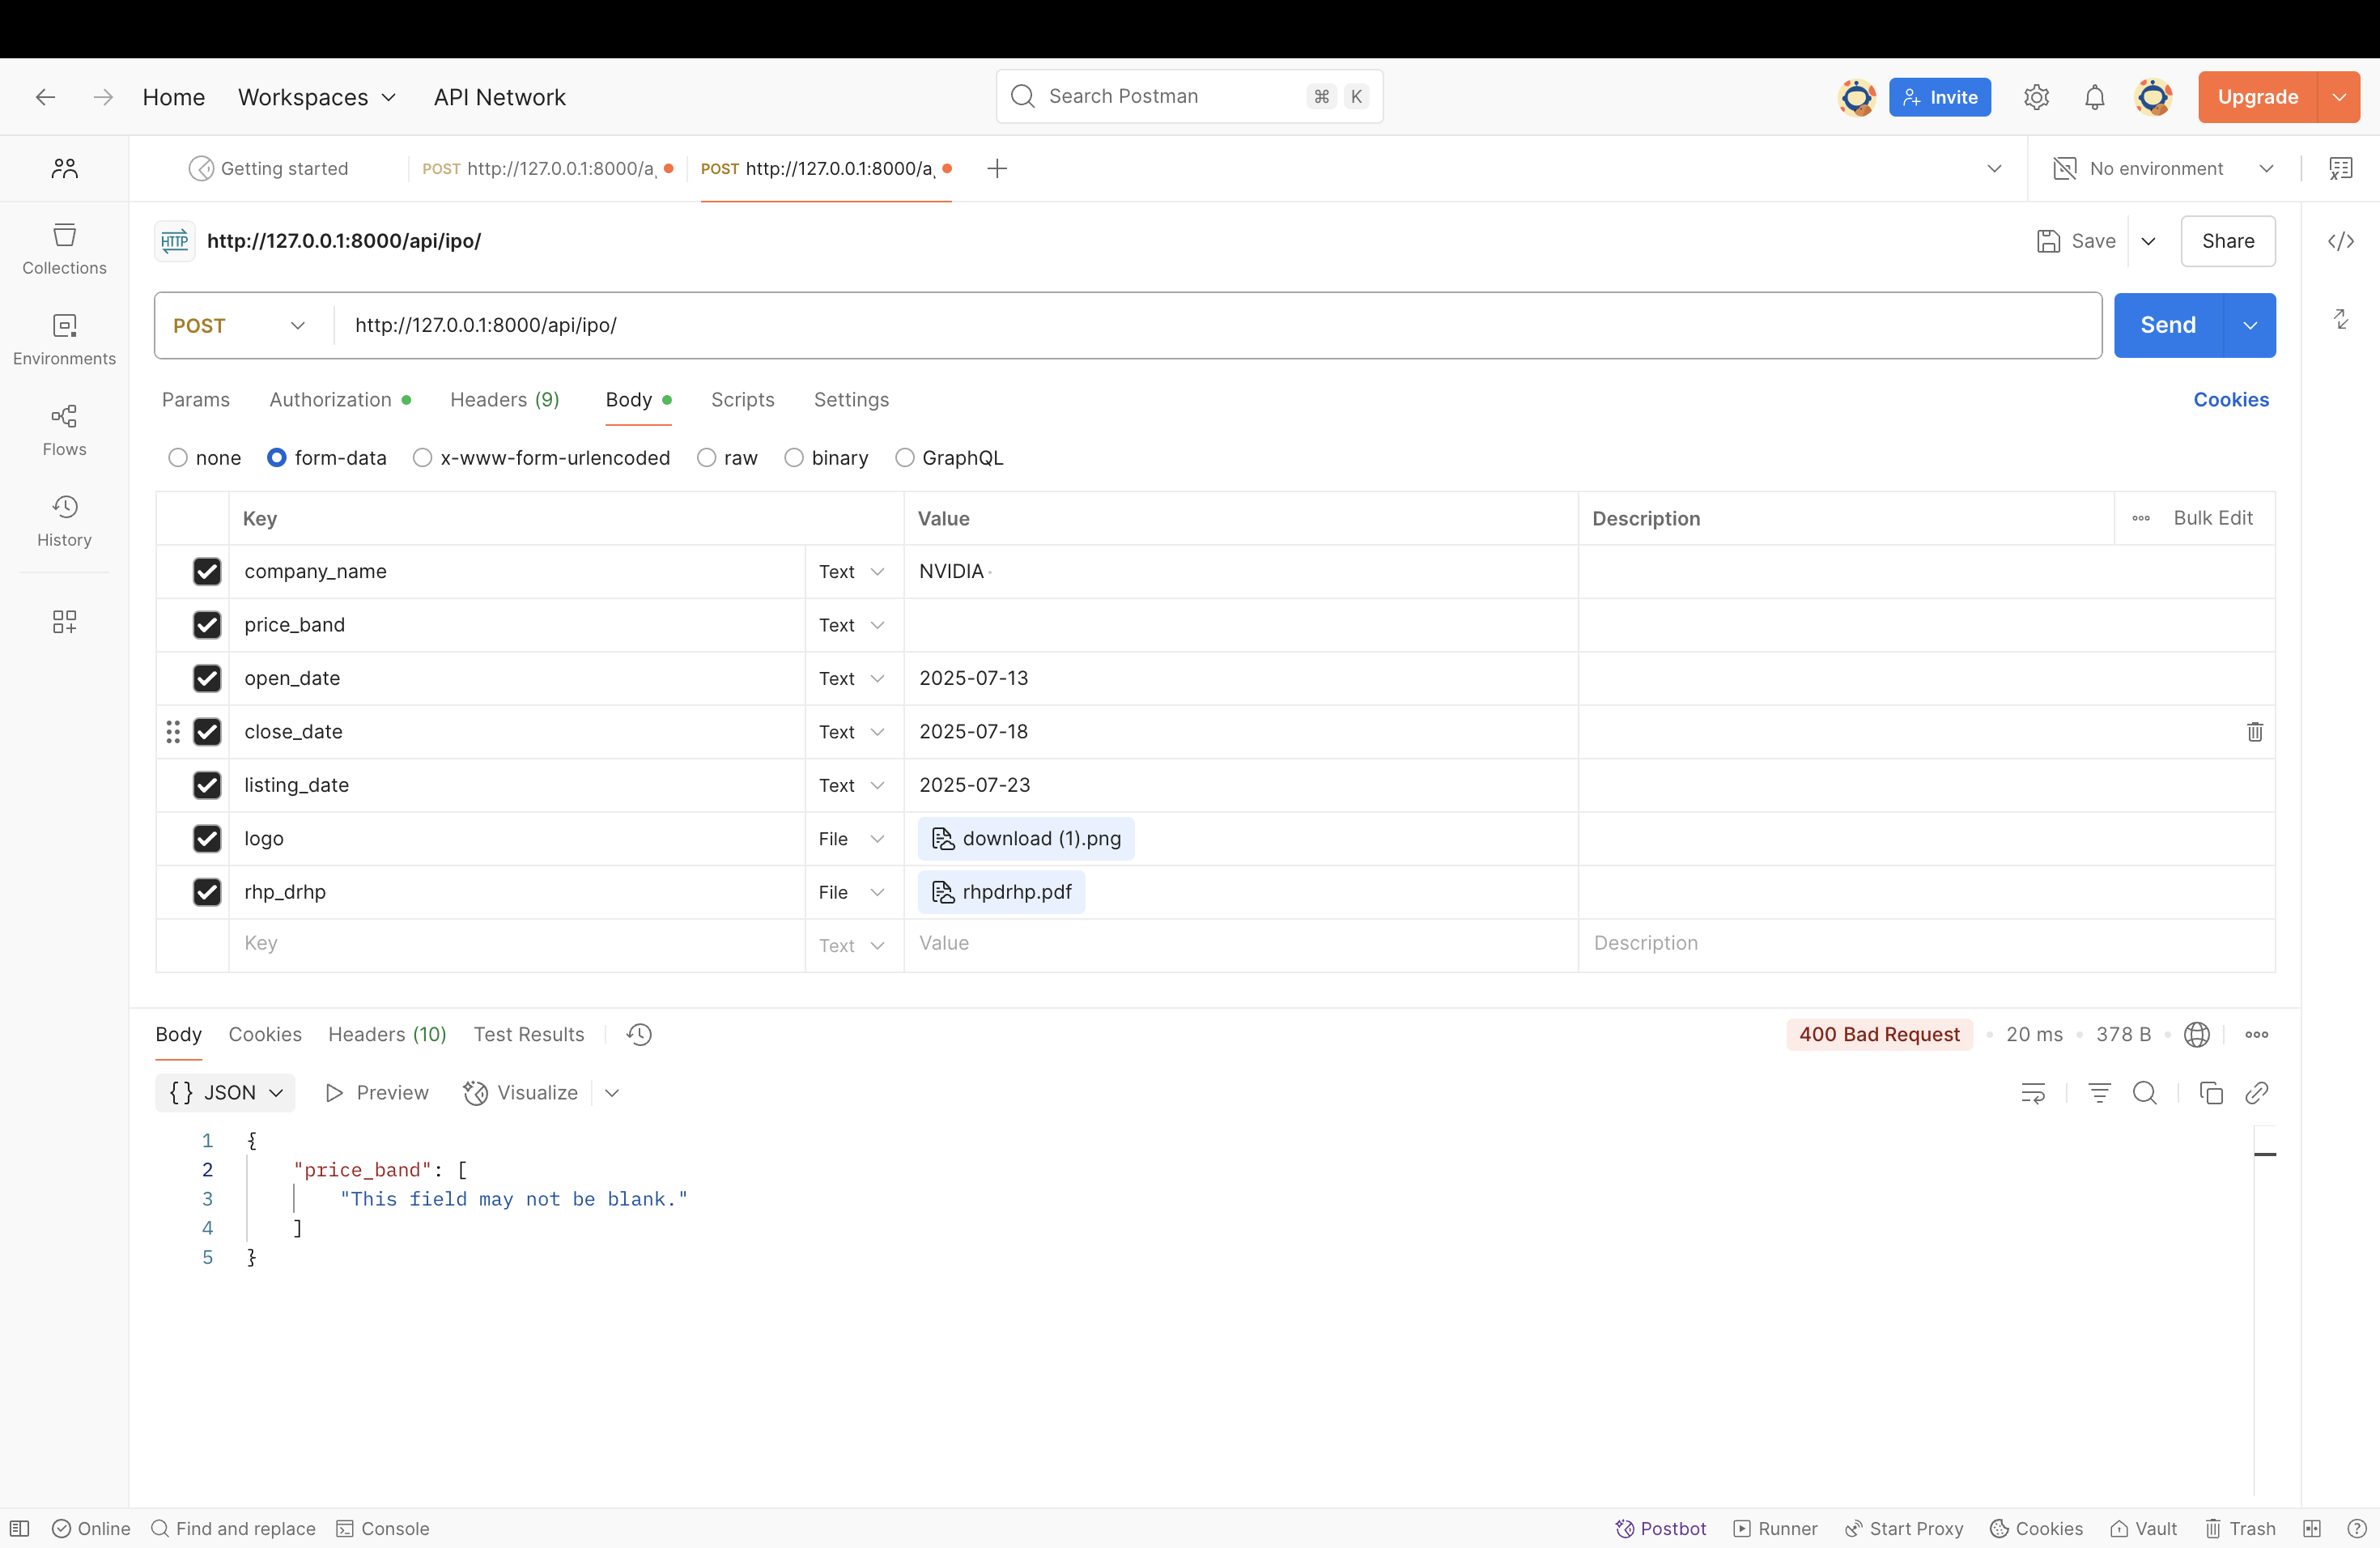 Home Workspaces API Network Search Postman ⌘ K Invite Upgrade
Getting started POST http://127.0.0.1:8000/a POST http://127.0.0.1:8000/a No environment
HTTP http://127.0.0.1:8000/api/ipo/ Save Share
Collections
Environments
Flows
History
POST http://127.0.0.1:8000/api/ipo/ Send
Params Authorization Headers (9) Body Scripts Settings Cookies
none form-data x-www-form-urlencoded raw binary GraphQL
Key Value Description Bulk Edit
company_name Text NVIDIA
price_band Text
open_date Text 2025-07-13
close_date Text 2025-07-18
listing_date Text 2025-07-23
logo File download (1).png
rhp_drhp File rhpdrhp.pdf
Key Text Value Description
Body Cookies Headers (10) Test Results 400 Bad Request 20 ms 378 B
{} JSON Preview Visualize
1 {
2 "price_band": [
3 "This field may not be blank."
4 ]
5 }
Online Find and replace Console Postbot Runner Start Proxy Cookies Vault Trash